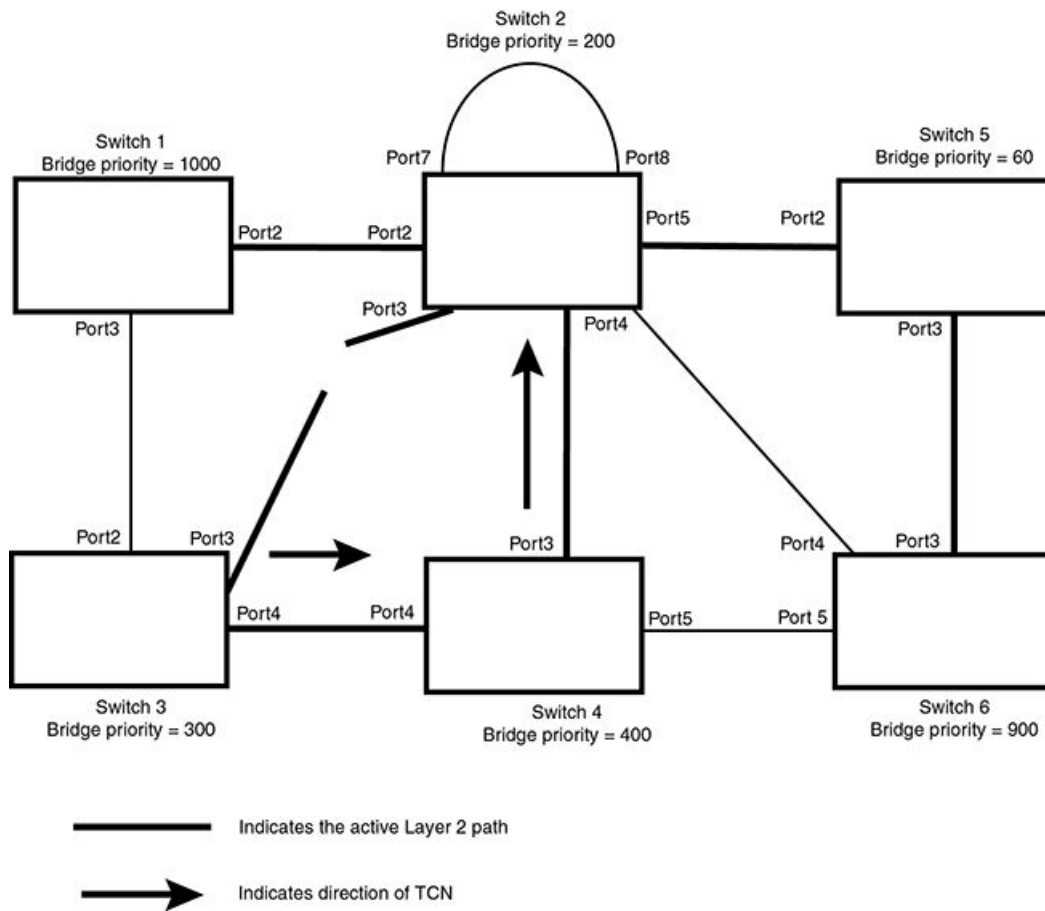 Switch 2
Bridge priority = 200
Switch 1
Bridge priority = 1000
Switch 5
Bridge priority = 60
Port7
Port8
Port2
Port2
Port5
Port2
Port3
Port3
Port4
Port3
Port2
Port3
Port3
Port4
Port3
Port4
Port4
Port5
Port 5
Switch 3
Bridge priority = 300
Switch 4
Bridge priority = 400
Switch 6
Bridge priority = 900
Indicates the active Layer 2 path
Indicates direction of TCN